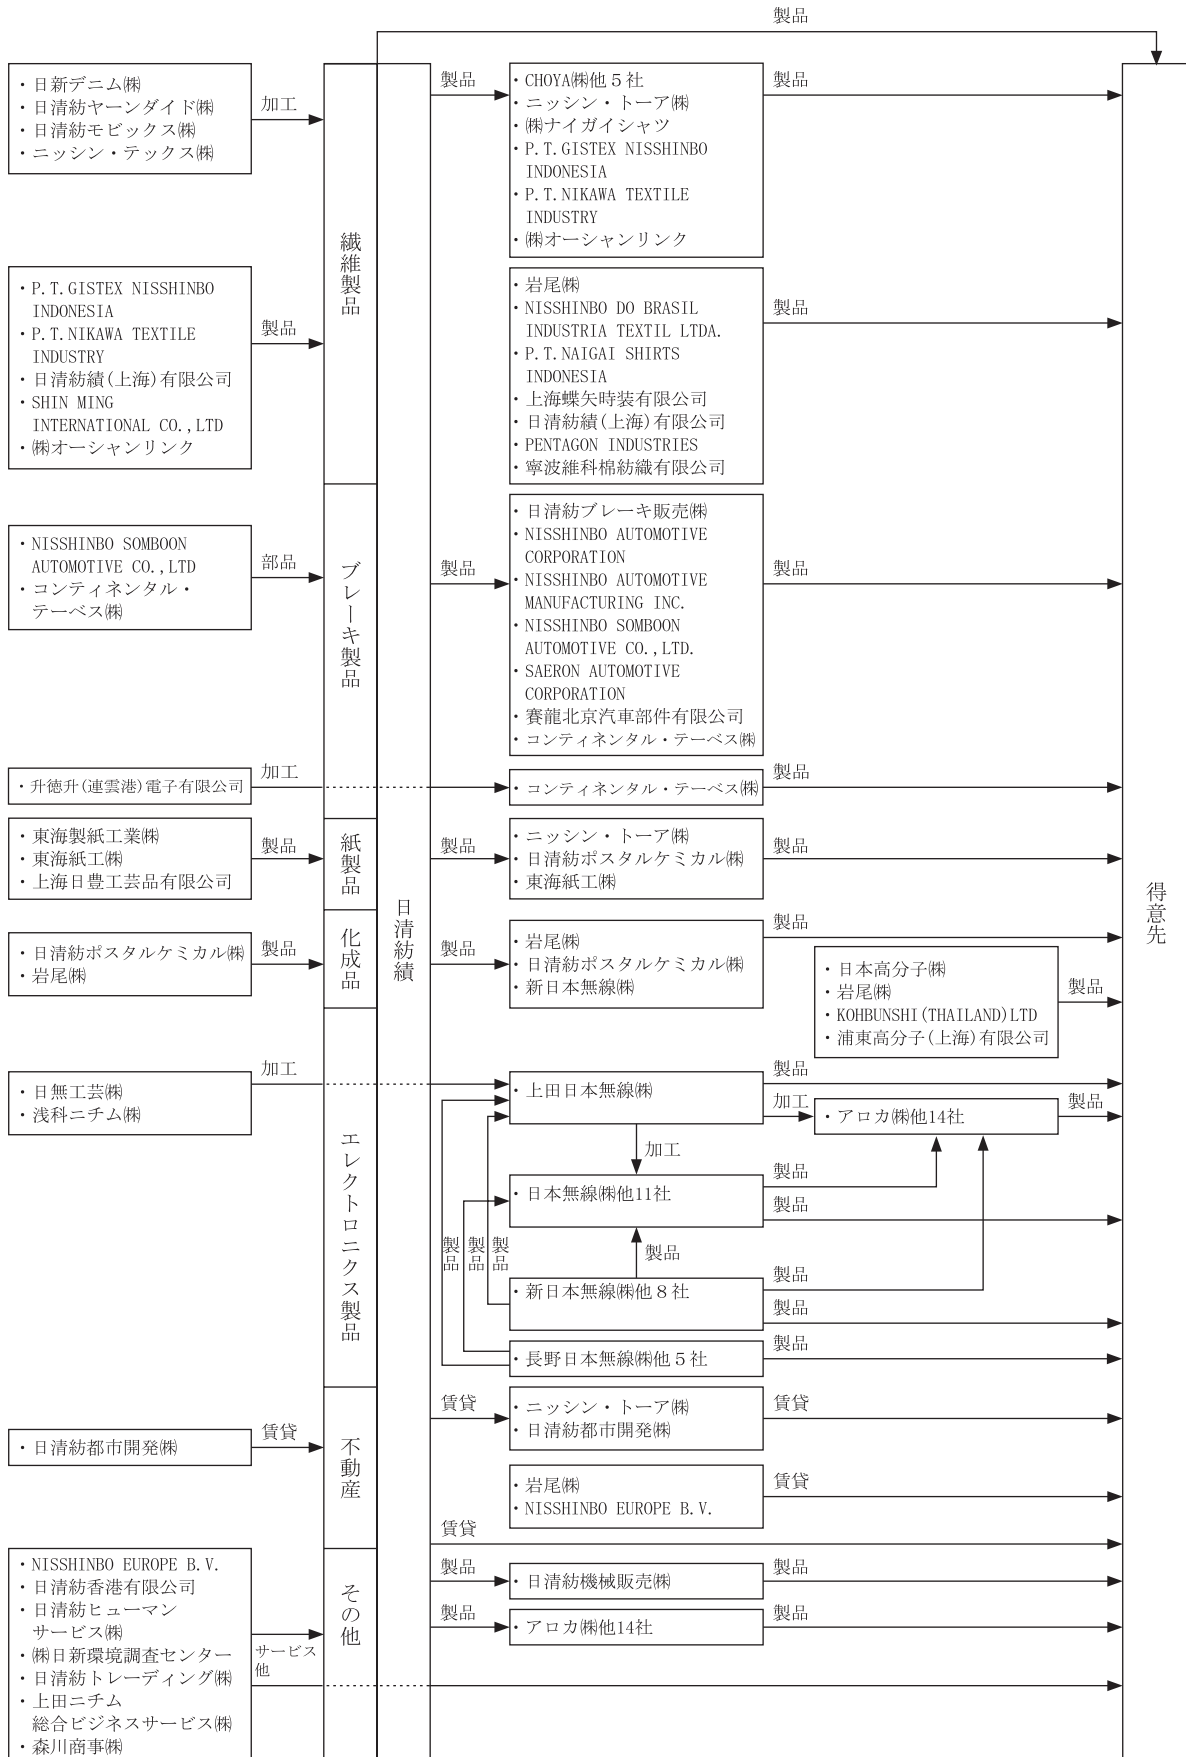 製品
・日新デニム㈱
・日清紡ヤーンダイド㈱
・日清紡モビックス㈱
・ニッシン・テックス㈱
加工
・P.T.GISTEX NISSHINBO
INDONESIA
・P.T.NIKAWA TEXTILE
INDUSTRY
・日清紡績(上海)有限公司
・SHIN MING
INTERNATIONAL CO.,LTD
・㈱オーシャンリンク
製品
繊維製品
製品
・CHOYA㈱他５社
・ニッシン・トーア㈱
・㈱ナイガイシャツ
・P.T.GISTEX NISSHINBO
INDONESIA
・P.T.NIKAWA TEXTILE
INDUSTRY
・㈱オーシャンリンク
製品
・岩尾㈱
・NISSHINBO DO BRASIL
INDUSTRIA TEXTIL LTDA.
・P.T.NAIGAI SHIRTS
INDONESIA
・上海蝶矢時装有限公司
・日清紡績(上海)有限公司
・PENTAGON INDUSTRIES
・寧波維科棉紡織有限公司
製品
・NISSHINBO SOMBOON
AUTOMOTIVE CO.,LTD
・コンティネンタル・
テーベス㈱
部品
ブレーキ製品
製品
・日清紡ブレーキ販売㈱
・NISSHINBO AUTOMOTIVE
CORPORATION
・NISSHINBO AUTOMOTIVE
MANUFACTURING INC.
・NISSHINBO SOMBOON
AUTOMOTIVE CO.,LTD.
・SAERON AUTOMOTIVE
CORPORATION
・賽龍北京汽車部件有限公司
・コンティネンタル・テーベス㈱
製品
・升徳升(連雲港)電子有限公司
加工
・コンティネンタル・テーベス㈱
製品
・東海製紙工業㈱
・東海紙工㈱
・上海日豊工芸品有限公司
製品
紙製品
製品
・ニッシン・トーア㈱
・日清紡ポスタルケミカル㈱
・東海紙工㈱
製品
日清紡績
得意先
・日清紡ポスタルケミカル㈱
・岩尾㈱
製品
化成品
製品
・岩尾㈱
・日清紡ポスタルケミカル㈱
・新日本無線㈱
製品
・日本高分子㈱
・岩尾㈱
・KOHBUNSHI(THAILAND)LTD
・浦東高分子(上海)有限公司
製品
・日無工芸㈱
・浅科ニチム㈱
加工
エレクトロニクス製品
・上田日本無線㈱
製品
加工
・アロカ㈱他14社
製品
加工
・日本無線㈱他11社
製品
製品
製品
製品
製品
製品
・新日本無線㈱他８社
製品
製品
・長野日本無線㈱他５社
製品
・日清紡都市開発㈱
賃貸
不動産
賃貸
・ニッシン・トーア㈱
・日清紡都市開発㈱
賃貸
・岩尾㈱
・NISSHINBO EUROPE B.V.
賃貸
賃貸
・NISSHINBO EUROPE B.V.
・日清紡香港有限公司
・日清紡ヒューマン
サービス㈱
・㈱日新環境調査センター
・日清紡トレーディング㈱
・上田ニチム
総合ビジネスサービス㈱
・森川商事㈱
サービス
他
その他
製品
・日清紡機械販売㈱
製品
製品
・アロカ㈱他14社
製品